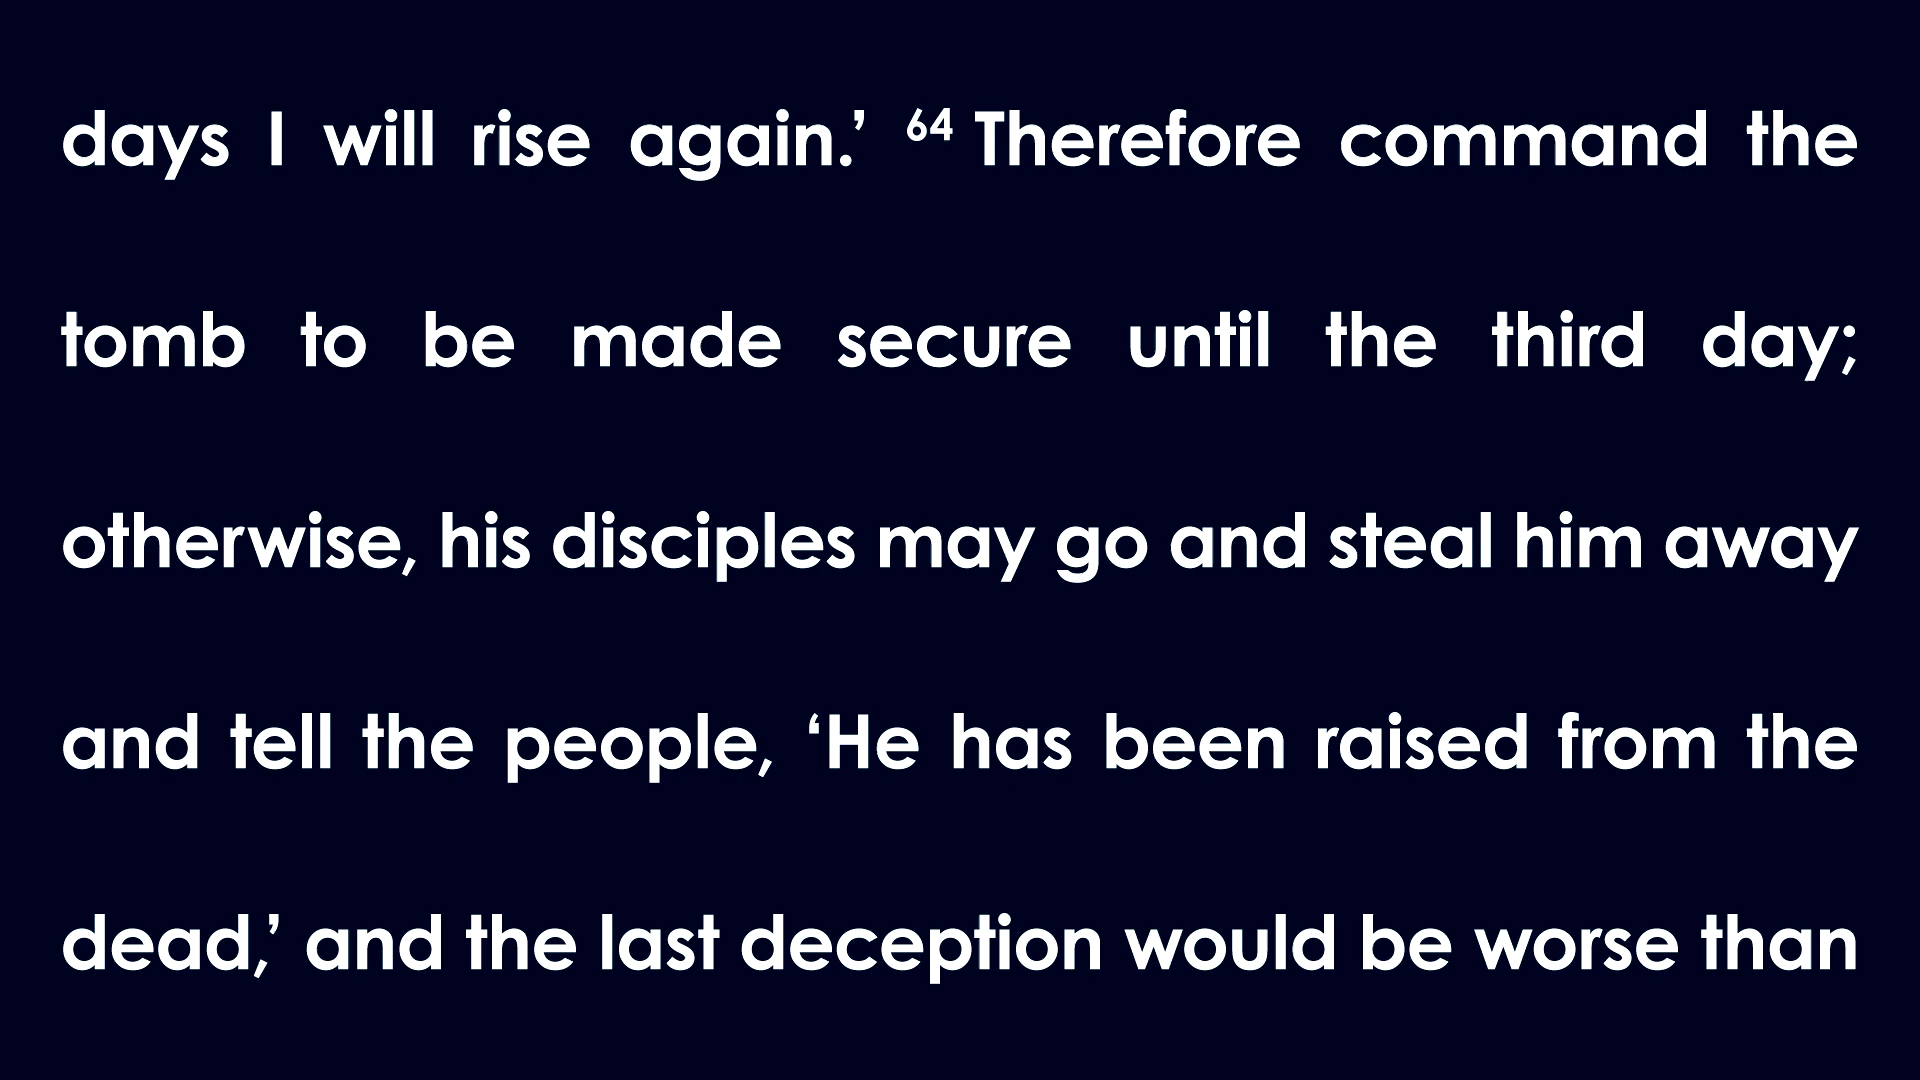 days I will rise again.’ ⁶⁴ Therefore command the
tomb to be made secure until the third day;
otherwise, his disciples may go and steal him away
and tell the people, ‘He has been raised from the
dead,’ and the last deception would be worse than